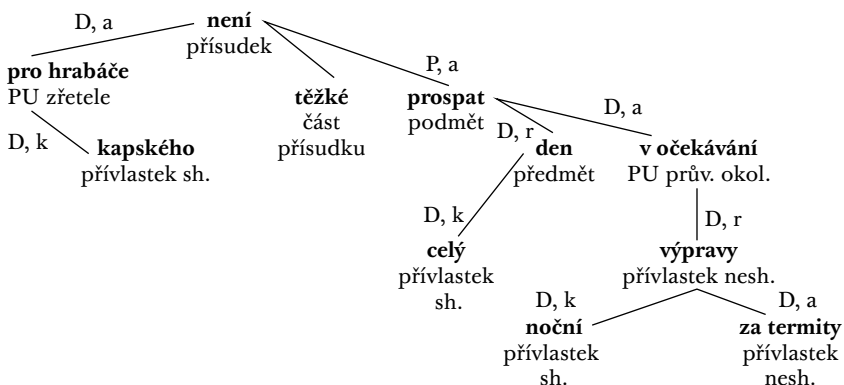 D, a
není
přísudek
P, a
pro hrabáče
PU zřetele
těžké
část
přísudku
prospat
podmět
D, a
D, k
kapského
přívlastek sh.
D, r
den
předmět
v očekávání
PU prův. okol.
D, k
D, r
celý
přívlastek
sh.
výpravy
přívlastek nesh.
D, k
D, a
noční
přívlastek
sh.
za termity
přívlastek
nesh.